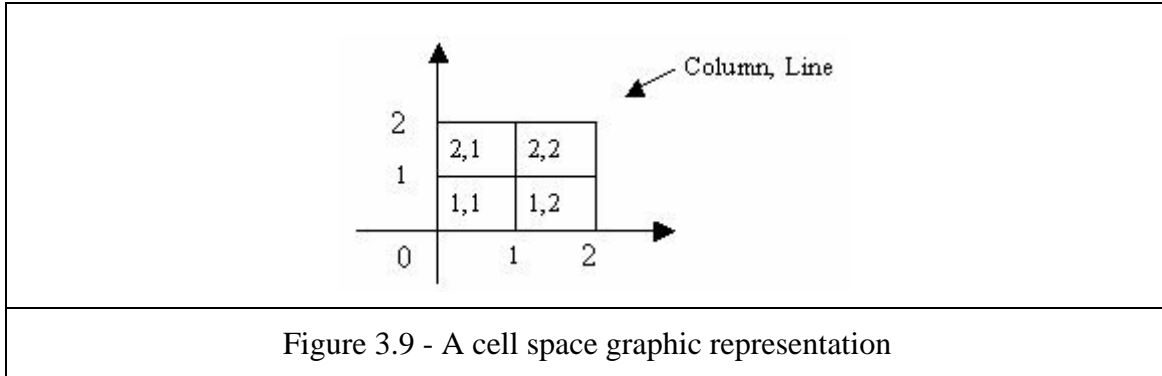 Column, Line
2
2,1 2,2
1
1,1 1,2
0 1 2
Figure 3.9 - A cell space graphic representation